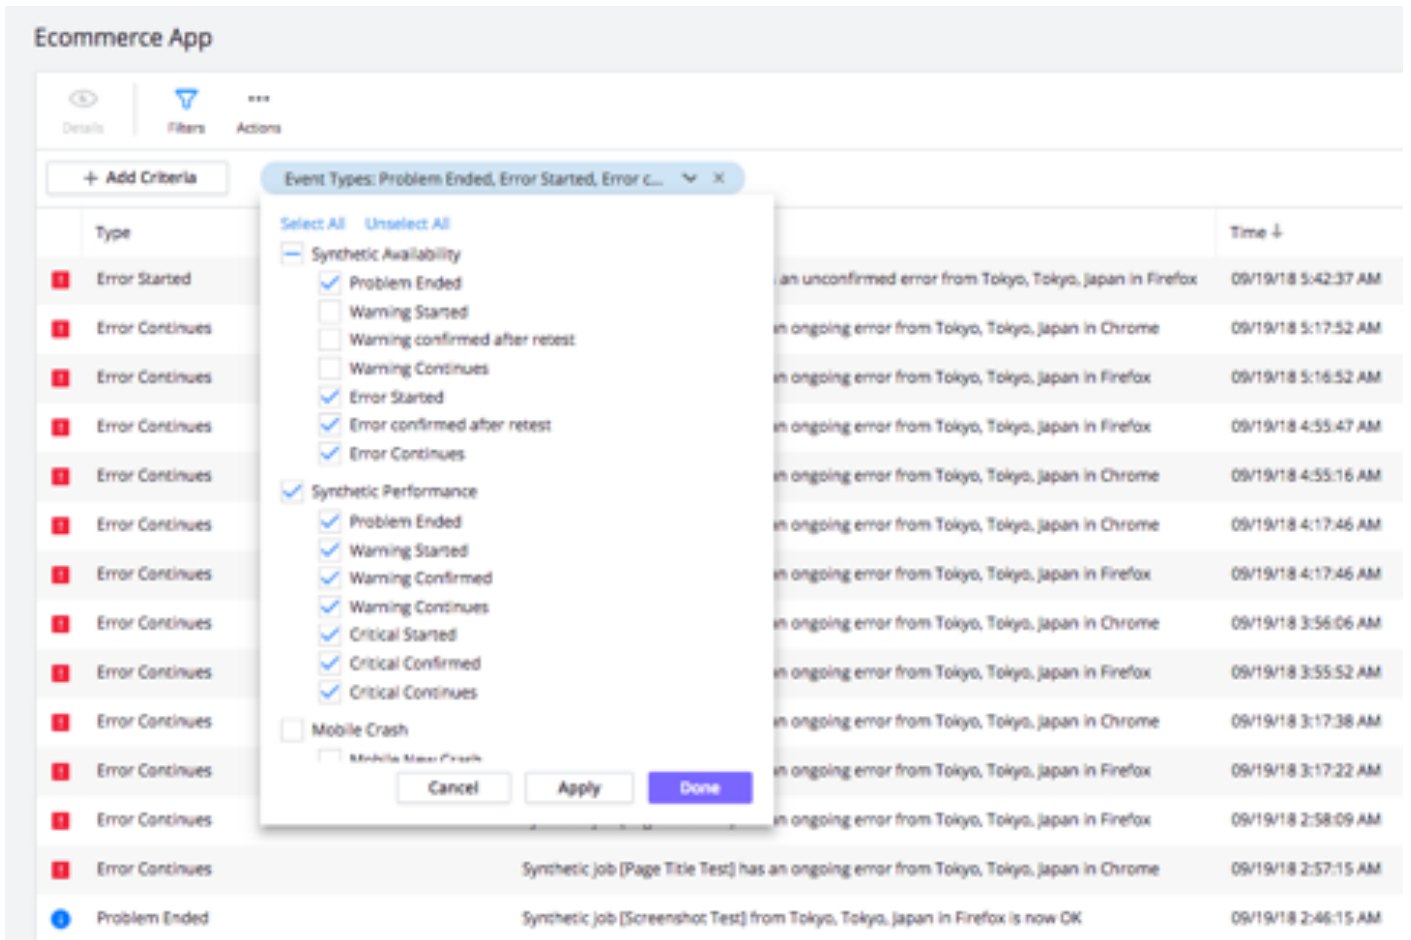 Ecommerce App
Details Filters Actions
+ Add Criteria Event Types: Problem Ended, Error Started, Error c...
Type Time ↓
Select All Unselect All
Synthetic Availability
Problem Ended
Warning Started
Warning confirmed after retest
Warning Continues
Error Started
Error confirmed after retest
Error Continues
Synthetic Performance
Problem Ended
Warning Started
Warning Confirmed
Warning Continues
Critical Started
Critical Confirmed
Critical Continues
Mobile Crash
Mobile New Crash
Cancel Apply Done
Error Started an unconfirmed error from Tokyo, Tokyo, Japan in Firefox 09/19/18 5:42:37 AM
Error Continues an ongoing error from Tokyo, Tokyo, Japan in Chrome 09/19/18 5:17:52 AM
Error Continues an ongoing error from Tokyo, Tokyo, Japan in Firefox 09/19/18 5:16:52 AM
Error Continues an ongoing error from Tokyo, Tokyo, Japan in Firefox 09/19/18 4:55:47 AM
Error Continues an ongoing error from Tokyo, Tokyo, Japan in Chrome 09/19/18 4:55:16 AM
Error Continues an ongoing error from Tokyo, Tokyo, Japan in Chrome 09/19/18 4:17:46 AM
Error Continues an ongoing error from Tokyo, Tokyo, Japan in Firefox 09/19/18 4:17:46 AM
Error Continues an ongoing error from Tokyo, Tokyo, Japan in Chrome 09/19/18 3:56:06 AM
Error Continues an ongoing error from Tokyo, Tokyo, Japan in Firefox 09/19/18 3:55:52 AM
Error Continues an ongoing error from Tokyo, Tokyo, Japan in Chrome 09/19/18 3:17:38 AM
Error Continues an ongoing error from Tokyo, Tokyo, Japan in Firefox 09/19/18 3:17:22 AM
Error Continues an ongoing error from Tokyo, Tokyo, Japan in Firefox 09/19/18 2:58:09 AM
Error Continues Synthetic job [Page Title Test] has an ongoing error from Tokyo, Tokyo, Japan in Chrome 09/19/18 2:57:15 AM
Problem Ended Synthetic job [Screenshot Test] from Tokyo, Tokyo, Japan in Firefox is now OK 09/19/18 2:46:15 AM